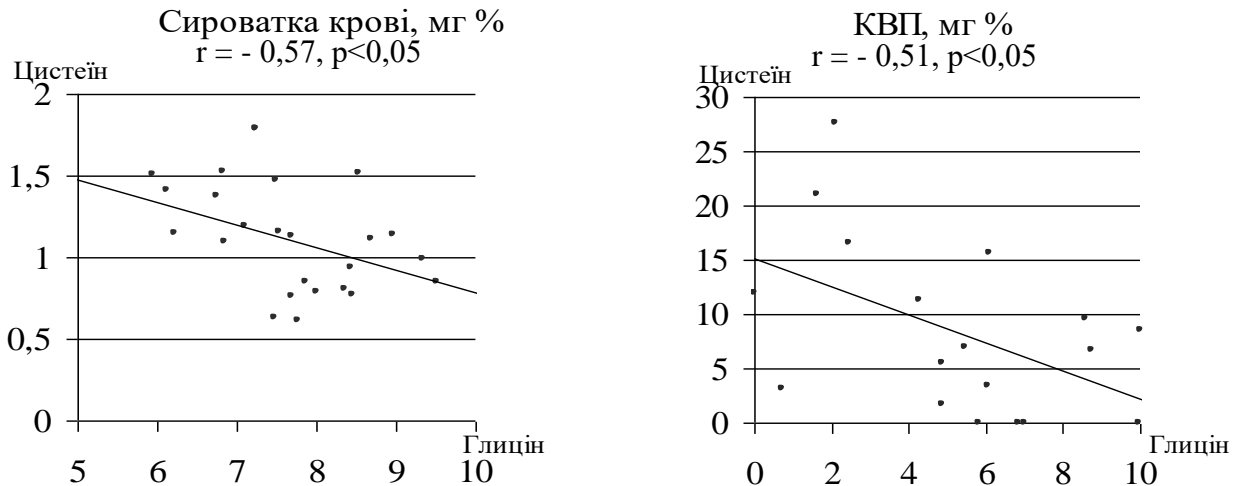 Сироватка крові, мг %
r = - 0,57, p<0,05
Цистеїн
2
1,5
1
0,5
0
5 6 7 8 9 10
Глицін
КВП, мг %
r = - 0,51, p<0,05
Цистеїн
30
25
20
15
10
5
0
0 2 4 6 8 10
Глицін